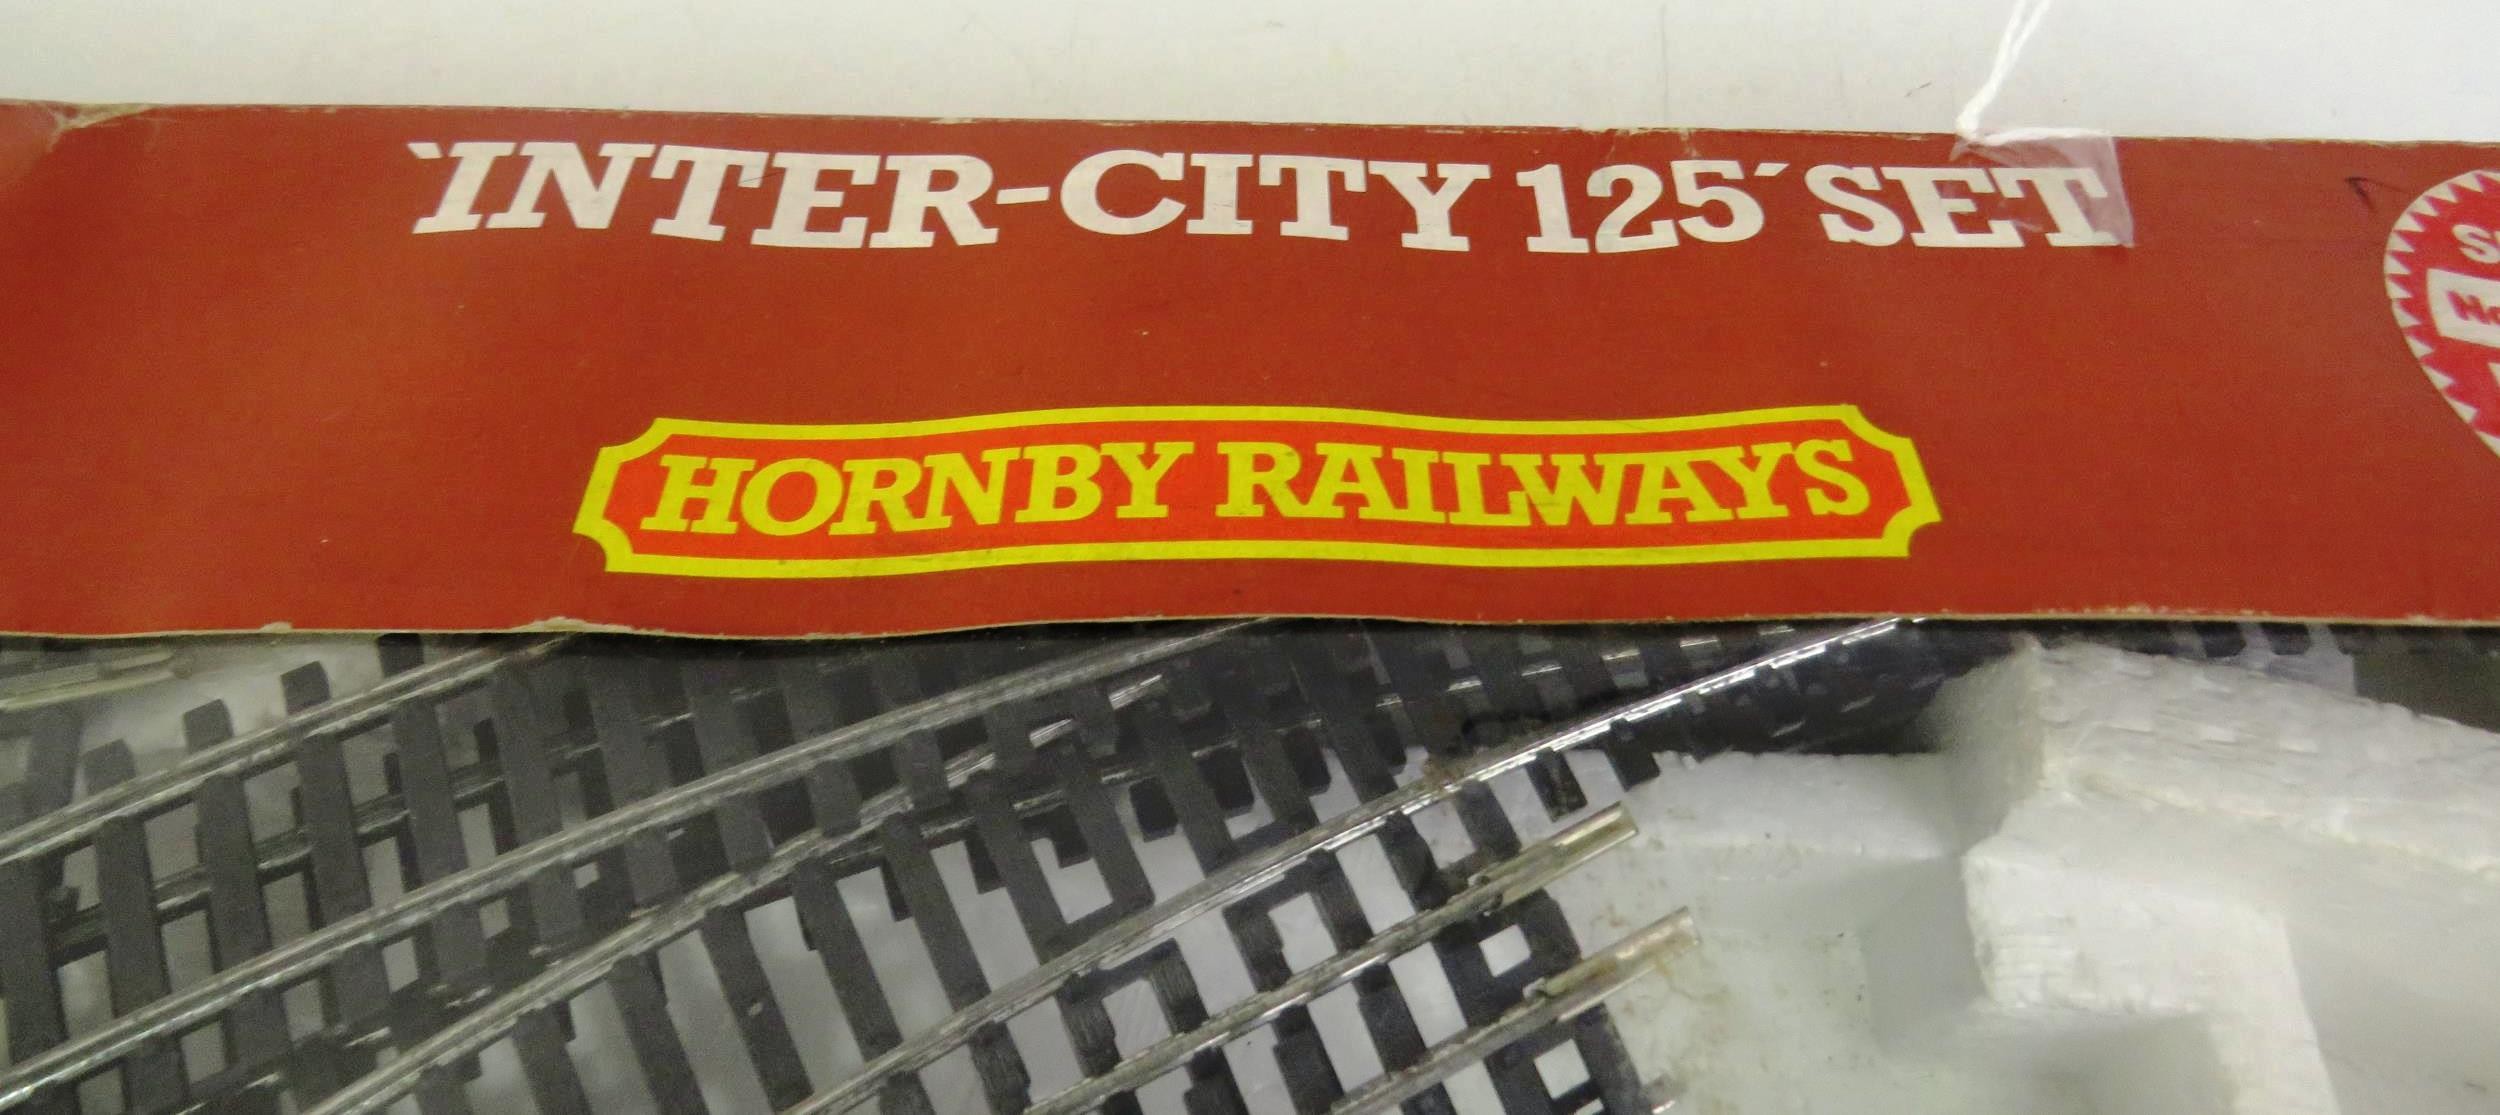 ‵INTER-CITY 125′ SET
HORNBY RAILWAYS